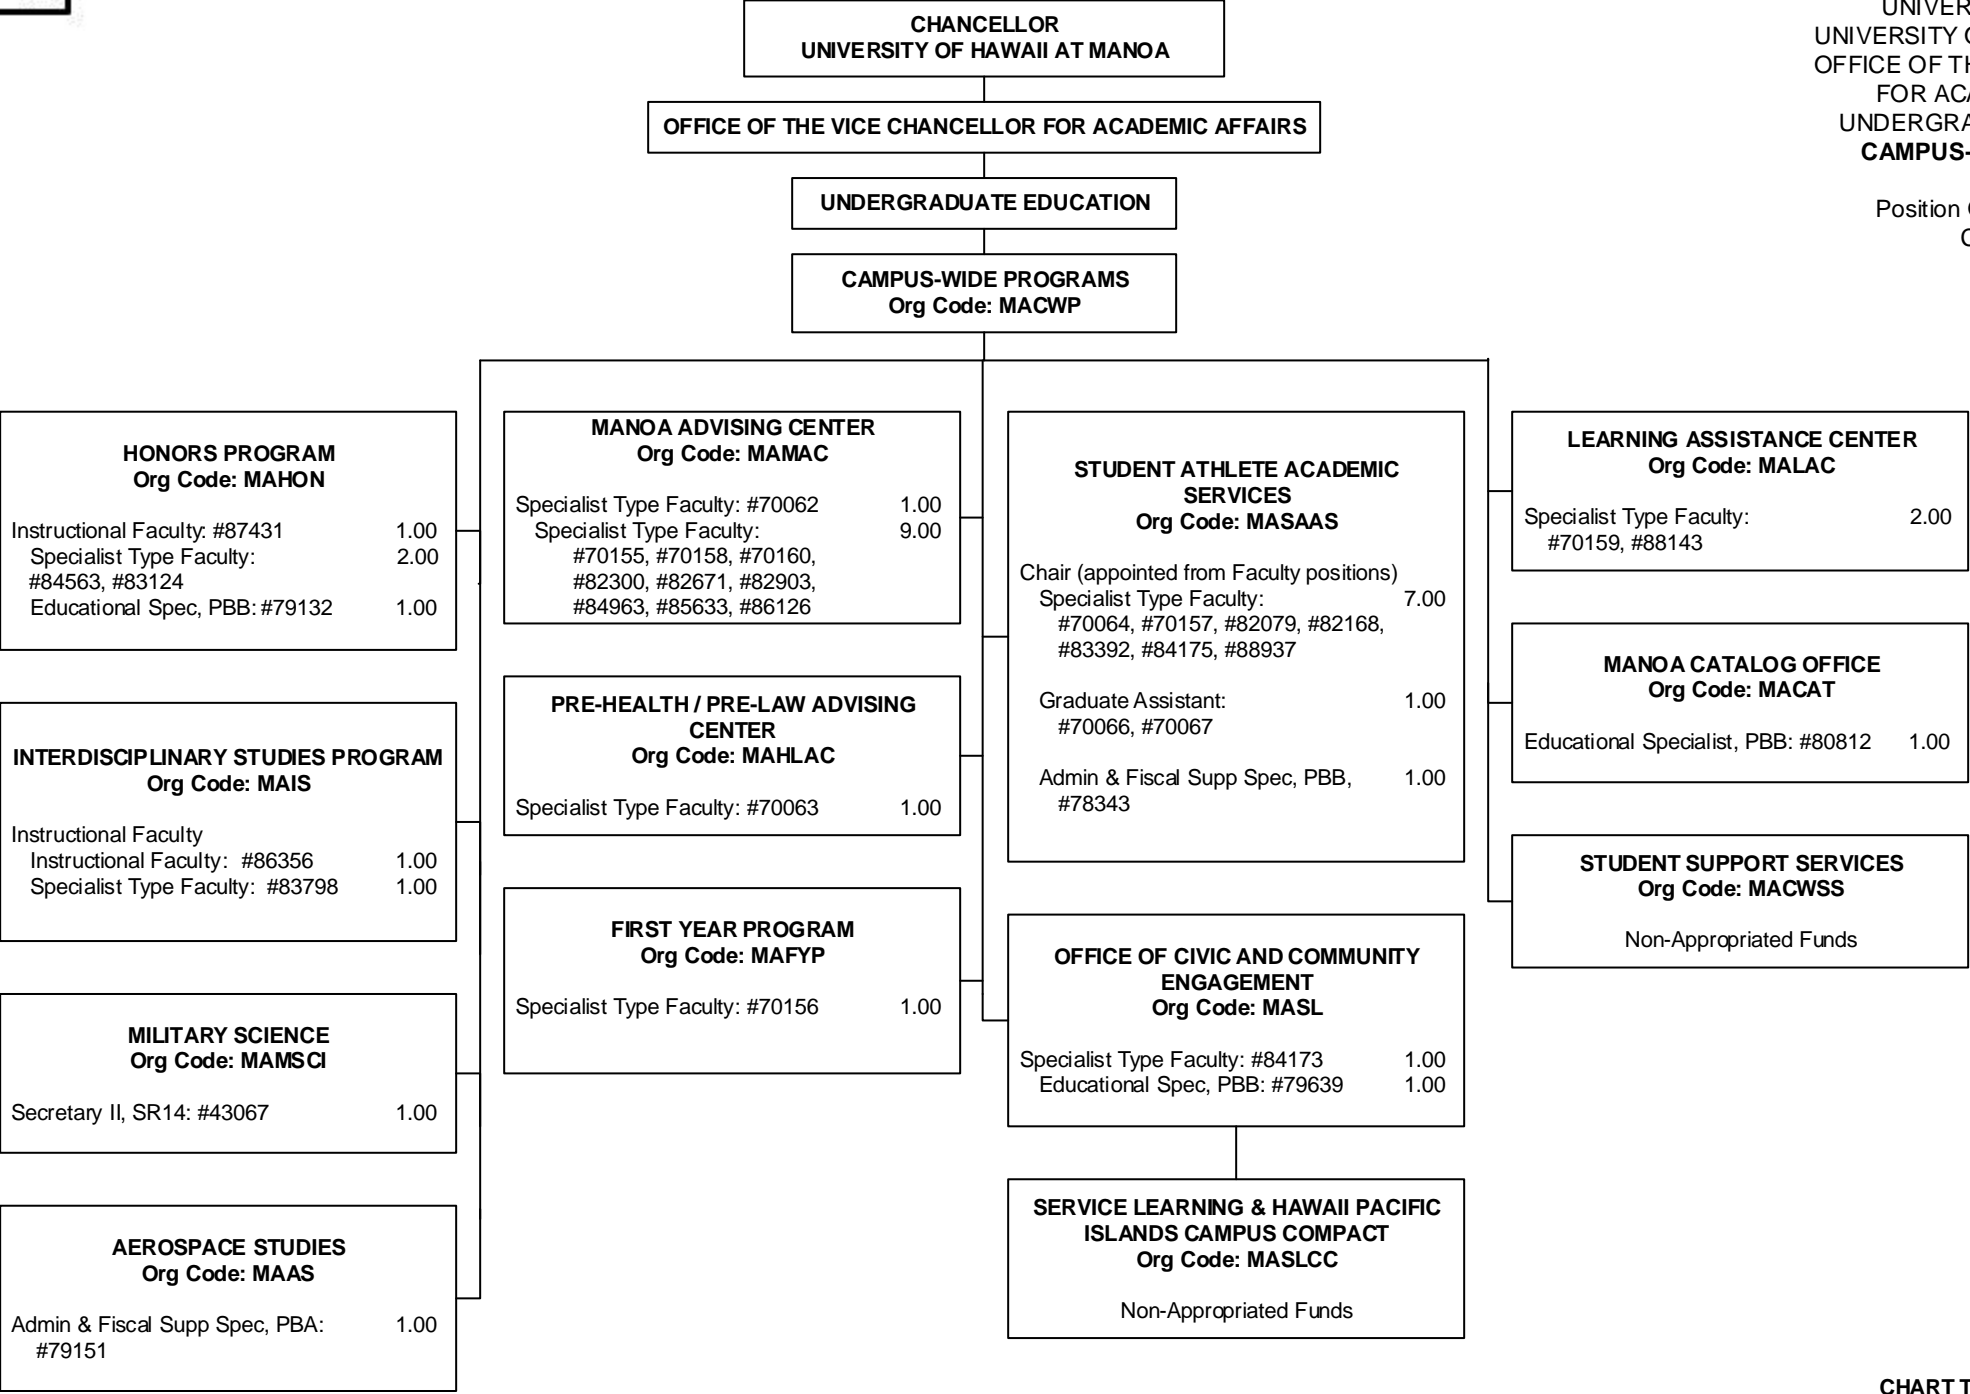 CHANCELLOR
UNIVERSITY OF HAWAII AT MANOA
OFFICE OF THE VICE CHANCELLOR FOR ACADEMIC AFFAIRS
UNDERGRADUATE EDUCATION
CAMPUS-WIDE PROGRAMS
Org Code: MACWP
UNIVERSITY
OFFICE OF
FOR
CAMPUS-
Position
HONORS PROGRAM
Org Code: MAHON
Instructional Faculty: #87431 1.00
Specialist Type Faculty: 2.00
#84563, #83124
Educational Spec, PBB: #79132 1.00
INTERDISCIPLINARY STUDIES PROGRAM
Org Code: MAIS
Instructional Faculty
Instructional Faculty: #86356 1.00
Specialist Type Faculty: #83798 1.00
MILITARY SCIENCE
Org Code: MAMSCI
Secretary II, SR14: #43067 1.00
AEROSPACE STUDIES
Org Code: MAAS
Admin & Fiscal Supp Spec, PBA: 1.00
#79151
MANOA ADVISING CENTER
Org Code: MAMAC
Specialist Type Faculty: #70062 1.00
Specialist Type Faculty: 9.00
#70155, #70158, #70160,
#82300, #82671, #82903,
#84963, #85633, #86126
PRE-HEALTH / PRE-LAW ADVISING
CENTER
Org Code: MAHLAC
Specialist Type Faculty: #70063 1.00
FIRST YEAR PROGRAM
Org Code: MAFYP
Specialist Type Faculty: #70156 1.00
STUDENT ATHLETE ACADEMIC
SERVICES
Org Code: MASAAS
Chair (appointed from Faculty positions)
Specialist Type Faculty: 7.00
#70064, #70157, #82079, #82168,
#83392, #84175, #88937
Graduate Assistant: 1.00
#70066, #70067
Admin & Fiscal Supp Spec, PBB, 1.00
#78343
OFFICE OF CIVIC AND COMMUNITY
ENGAGEMENT
Org Code: MASL
Specialist Type Faculty: #84173 1.00
Educational Spec, PBB: #79639 1.00
SERVICE LEARNING & HAWAII PACIFIC
ISLANDS CAMPUS COMPACT
Org Code: MASLCC
Non-Appropriated Funds
LEARNING ASSISTANCE CENTER
Org Code: MALAC
Specialist Type Faculty: 2.00
#70159, #88143
MANOA CATALOG OFFICE
Org Code: MACAT
Educational Specialist, PBB: #80812 1.00
STUDENT SUPPORT SERVICES
Org Code: MACWSS
Non-Appropriated Funds
CHART